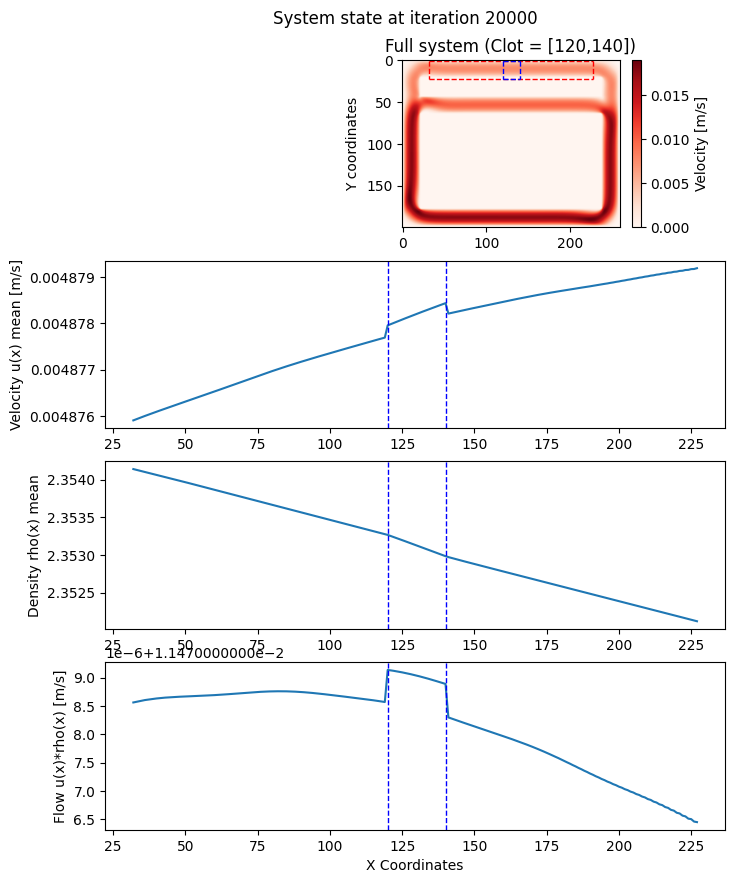 System state at iteration 20000
Full system (Clot = [120,140])
Y coordinates
0
50
100
150
0 100 200
0.015
0.010
0.005
0.000
Velocity [m/s]
Velocity u(x) mean [m/s]
0.004879
0.004878
0.004877
0.004876
25 50 75 100 125 150 175 200 225
Density rho(x) mean
2.3540
2.3535
2.3530
2.3525
25 50 75 100 125 150 175 200 225
1e−6+1.1470000000e−2
Flow u(x)*rho(x) [m/s]
9.0
8.5
8.0
7.5
7.0
6.5
25 50 75 100 125 150 175 200 225
X Coordinates